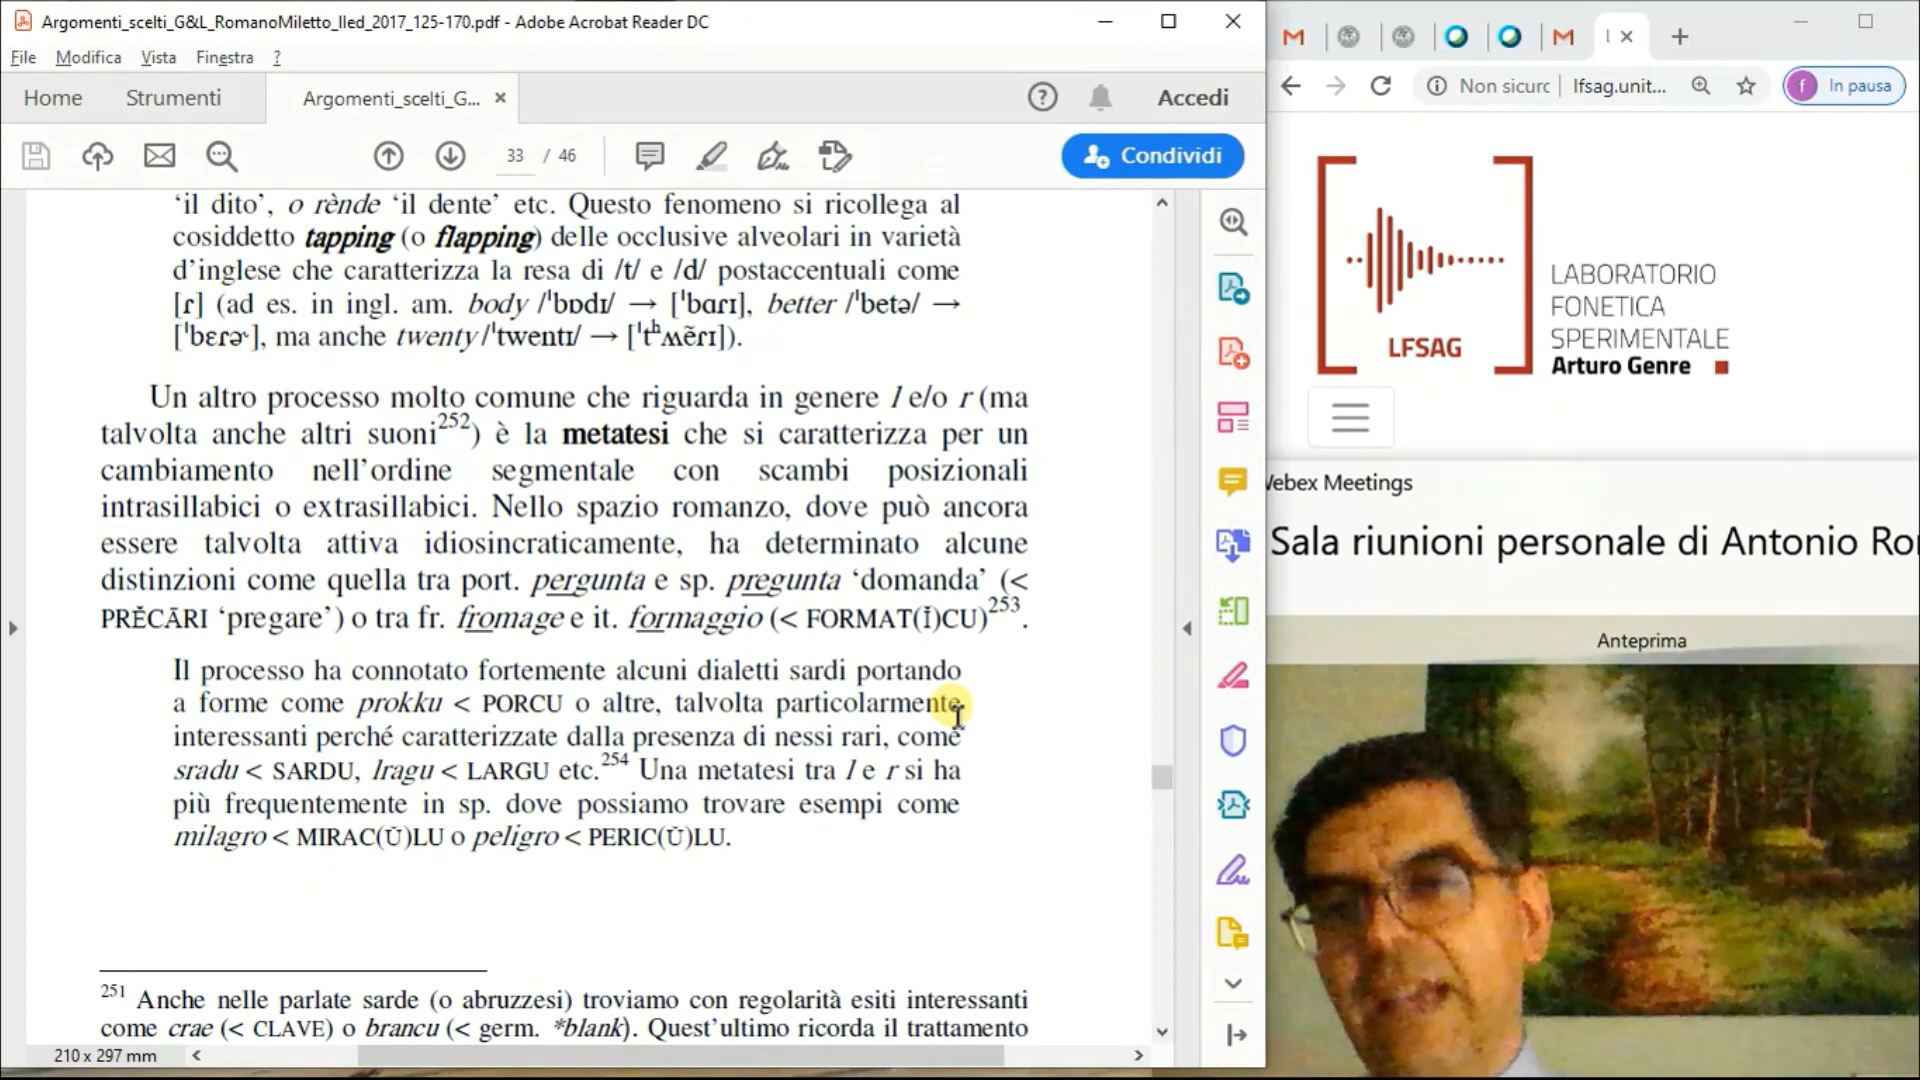 Argomenti_scelti_G&L_RomanoMiletto_lled_2017_125-170.pdf - Adobe Acrobat Reader DC
File Modifica Vista Finestra ?
Home Strumenti Argomenti_scelti_G... Accedi
33 / 46 Condividi
'il dito', o rènde 'il dente' etc. Questo fenomeno si ricollega al
cosiddetto tapping (o flapping) delle occlusive alveolari in varietà
d'inglese che caratterizza la resa di /t/ e /d/ postaccentuali come
[ɾ] (ad es. in ingl. am. body /ˈbɒdɪ/ → [ˈbɑɾɪ], better /ˈbetə/ →
[ˈbɛɾɚ], ma anche twenty /ˈtwentɪ/ → [ˈtʰʍẽɾɪ]).
Un altro processo molto comune che riguarda in genere l e/o r (ma
talvolta anche altri suoni252) è la metatesi che si caratterizza per un
cambiamento nell'ordine segmentale con scambi posizionali
intrasillabici o extrasillabici. Nello spazio romanzo, dove può ancora
essere talvolta attiva idiosincraticamente, ha determinato alcune
distinzioni come quella tra port. pergunta e sp. pregunta 'domanda' (<
PRĔCĀRI 'pregare') o tra fr. fromage e it. formaggio (< FORMAT(Ĭ)CU)253.
Il processo ha connotato fortemente alcuni dialetti sardi portando
a forme come prokku < PORCU o altre, talvolta particolarmente
interessanti perché caratterizzate dalla presenza di nessi rari, come
sradu < SARDU, lragu < LARGU etc.254 Una metatesi tra l e r si ha
più frequentemente in sp. dove possiamo trovare esempi come
milagro < MIRAC(Ŭ)LU o peligro < PERIC(Ŭ)LU.
251 Anche nelle parlate sarde (o abruzzesi) troviamo con regolarità esiti interessanti
come crae (< CLAVE) o brancu (< germ. *blank). Quest'ultimo ricorda il trattamento
210 x 297 mm
Non sicurc lfsag.unit... f In pausa
LFSAG
LABORATORIO
FONETICA
SPERIMENTALE
Arturo Genre
Webex Meetings
Sala riunioni personale di Antonio Ro
Anteprima